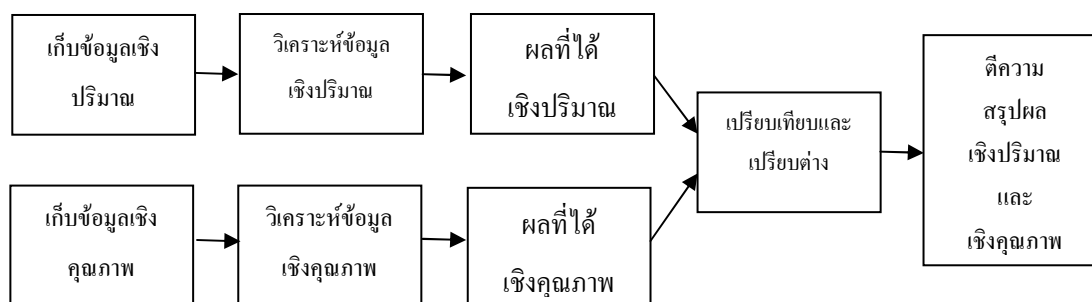 เก็บข้อมูลเชิง
ปริมาณ
วิเคราะห์ข้อมูล
เชิงปริมาณ
ผลที่ได้
เชิงปริมาณ
เก็บข้อมูลเชิง
คุณภาพ
วิเคราะห์ข้อมูล
เชิงคุณภาพ
ผลที่ได้
เชิงคุณภาพ
เปรียบเทียบและ
เปรียบต่าง
ตีความ
สรุปผล
เชิงปริมาณ
และ
เชิงคุณภาพ